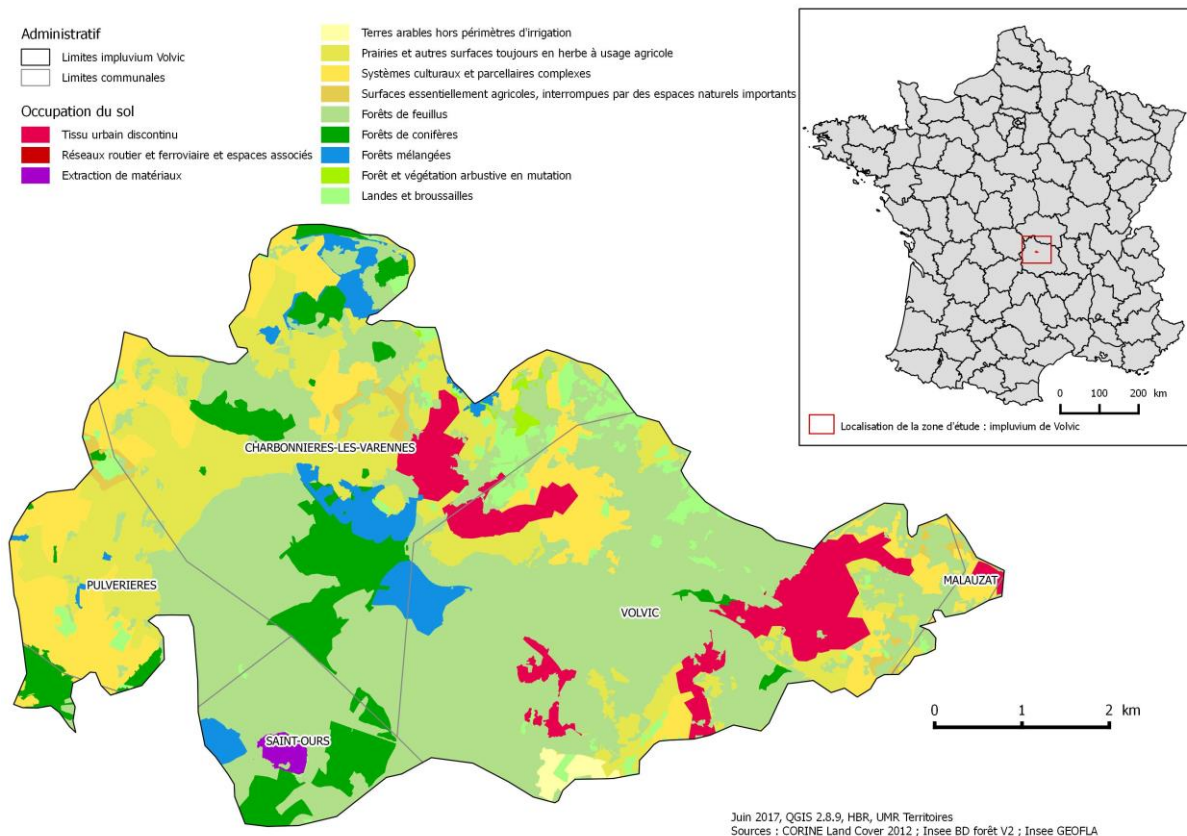 Administratif
Limites impluvium Volvic
Limites communales
Occupation du sol
Tissu urbain discontinu
Réseaux routier et ferroviaire et espaces associés
Extraction de matériaux
Terres arables hors périmètres d'irrigation
Prairies et autres surfaces toujours en herbe à usage agricole
Systèmes culturaux et parcellaires complexes
Surfaces essentiellement agricoles, interrompues par des espaces naturels importants
Forêts de feuillus
Forêts de conifères
Forêts mélangées
Forêt et végétation arbustive en mutation
Landes et broussailles
0 100 200 km
Localisation de la zone d'étude : impluvium de Volvic
CHARBONNIERES-LES-VARENNES
PULVERIERES
MALAUZAT
VOLVIC
SAINT-OURS
0 1 2 km
Juin 2017, QGIS 2.8.9, HBR, UMR Territoires
Sources : CORINE Land Cover 2012 ; Insee BD forêt V2 ; Insee GEOFLA